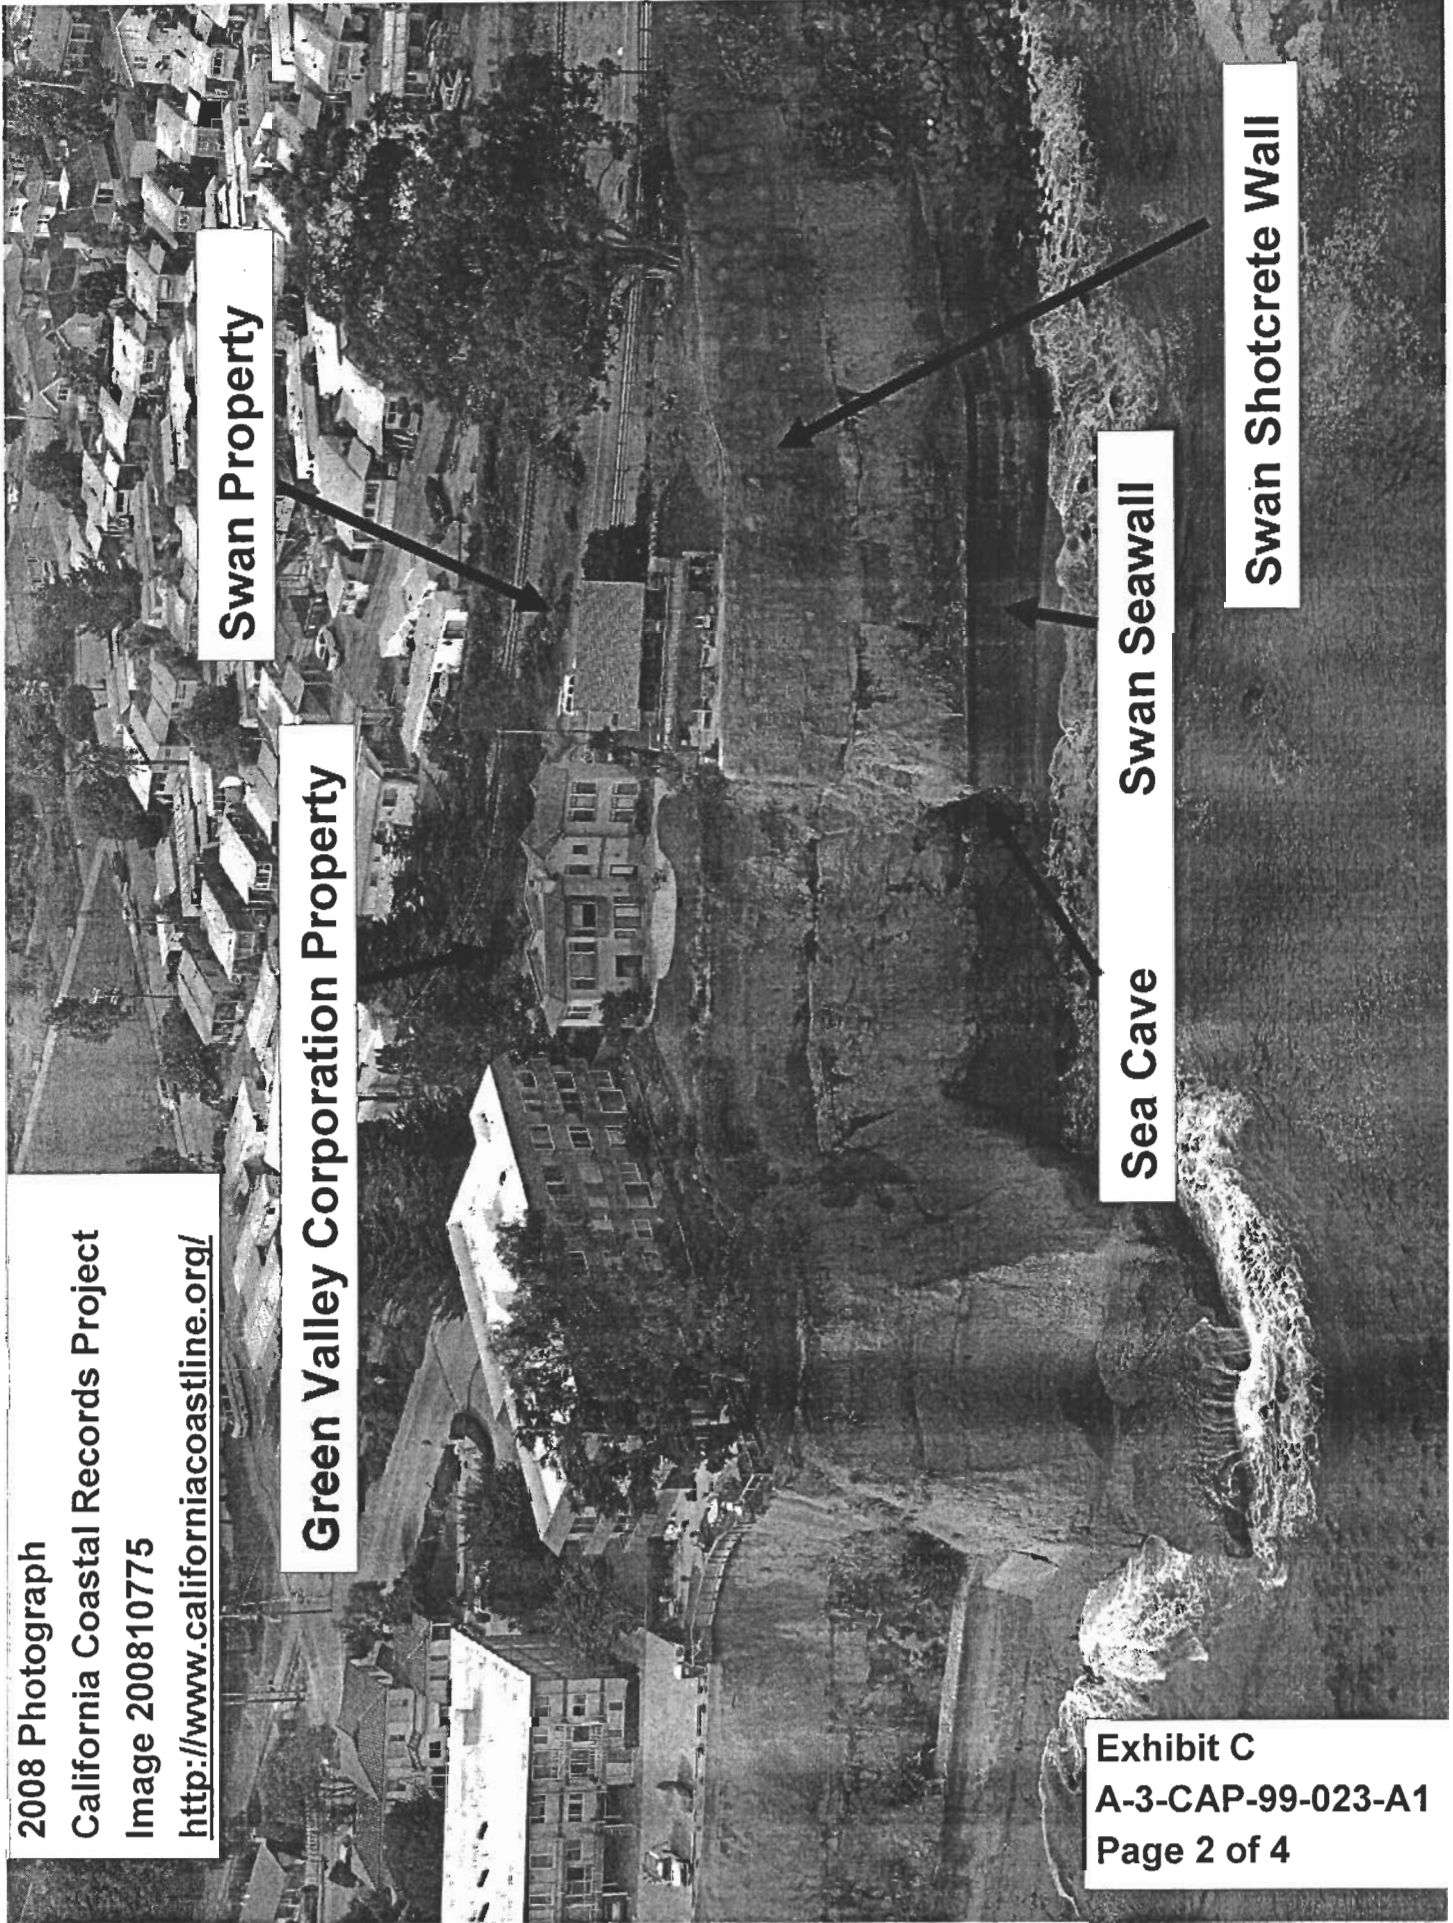 2008 Photograph
California Coastal Records Project
Image 200810775
http://www.californiacoastline.org/
Swan Property
Green Valley Corporation Property
Sea Cave
Swan Seawall
Swan Shotcrete Wall
Exhibit C
A-3-CAP-99-023-A1
Page 2 of 4